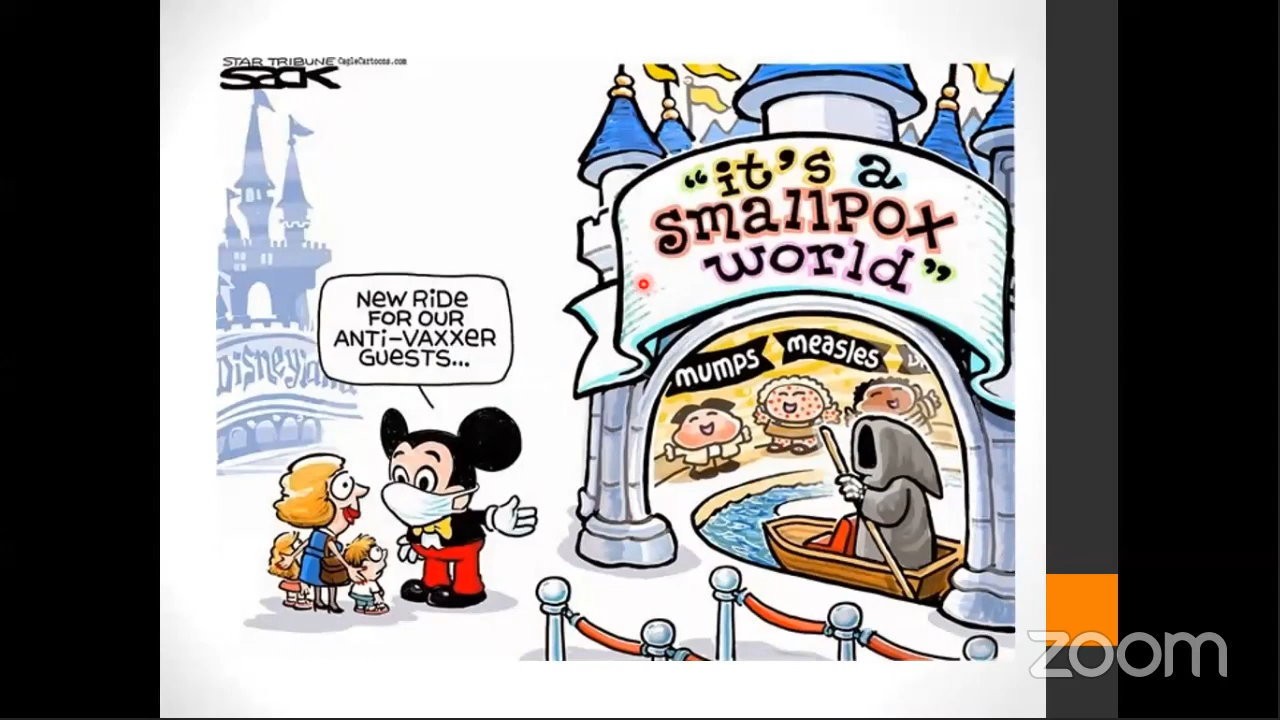 STAR TRIBUNE CagleCartoons.com
SACK
"it's a
smallpox
world"
NEW RIDE
FOR OUR
ANTI-VAXXER
GUESTS...
DISNEYLAND
MUMPS
measles
zoom